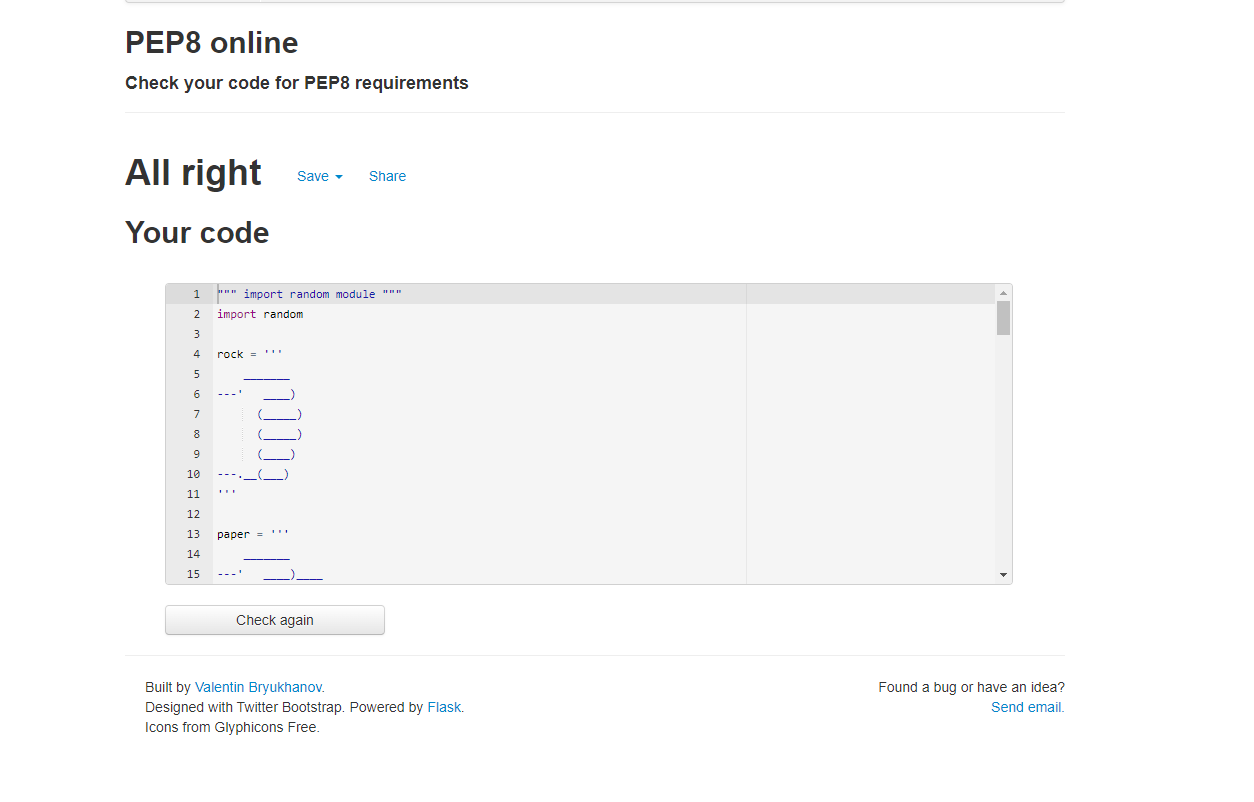 PEP8 online
Check your code for PEP8 requirements
All right Save Share
Your code
1 """ import random module """
2 import random
3
4 rock = '''
5     _______
6 ---'   ____)
7       (_____)
8       (_____)
9       (____)
10 ---.__(___)
11 '''
12
13 paper = '''
14     _______
15 ---'   ____)____
Check again
Built by Valentin Bryukhanov.
Designed with Twitter Bootstrap. Powered by Flask.
Icons from Glyphicons Free.
Found a bug or have an idea?
Send email.